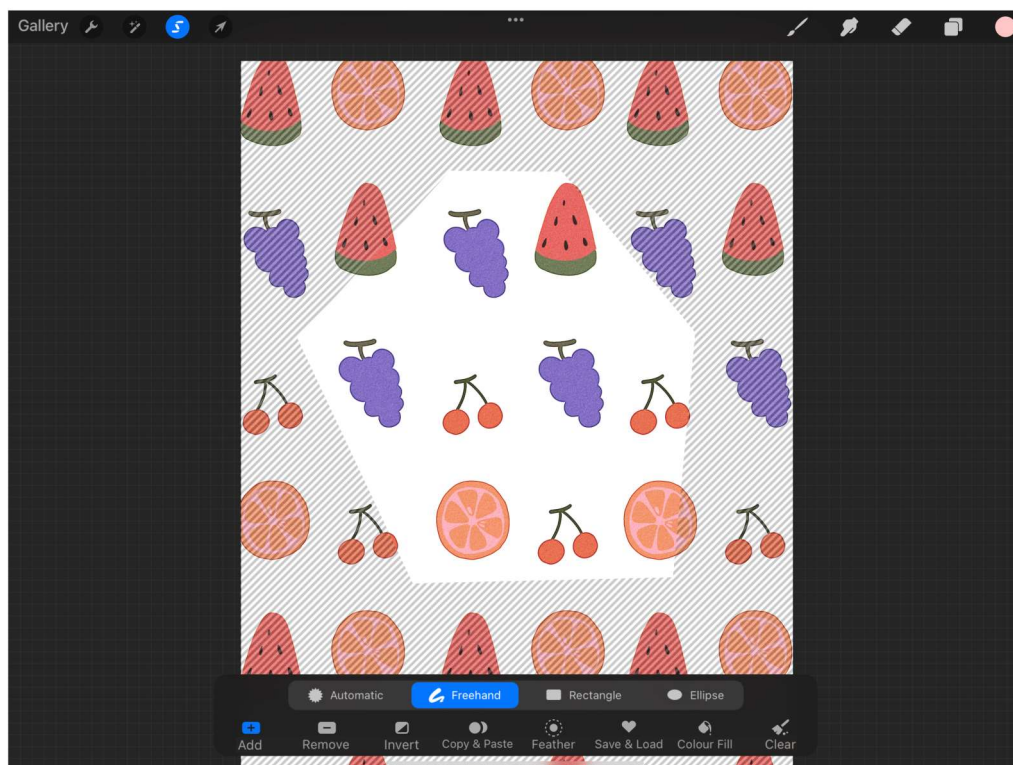 Gallery
Automatic Freehand Rectangle Ellipse
Add Remove Invert Copy & Paste Feather Save & Load Colour Fill Clear